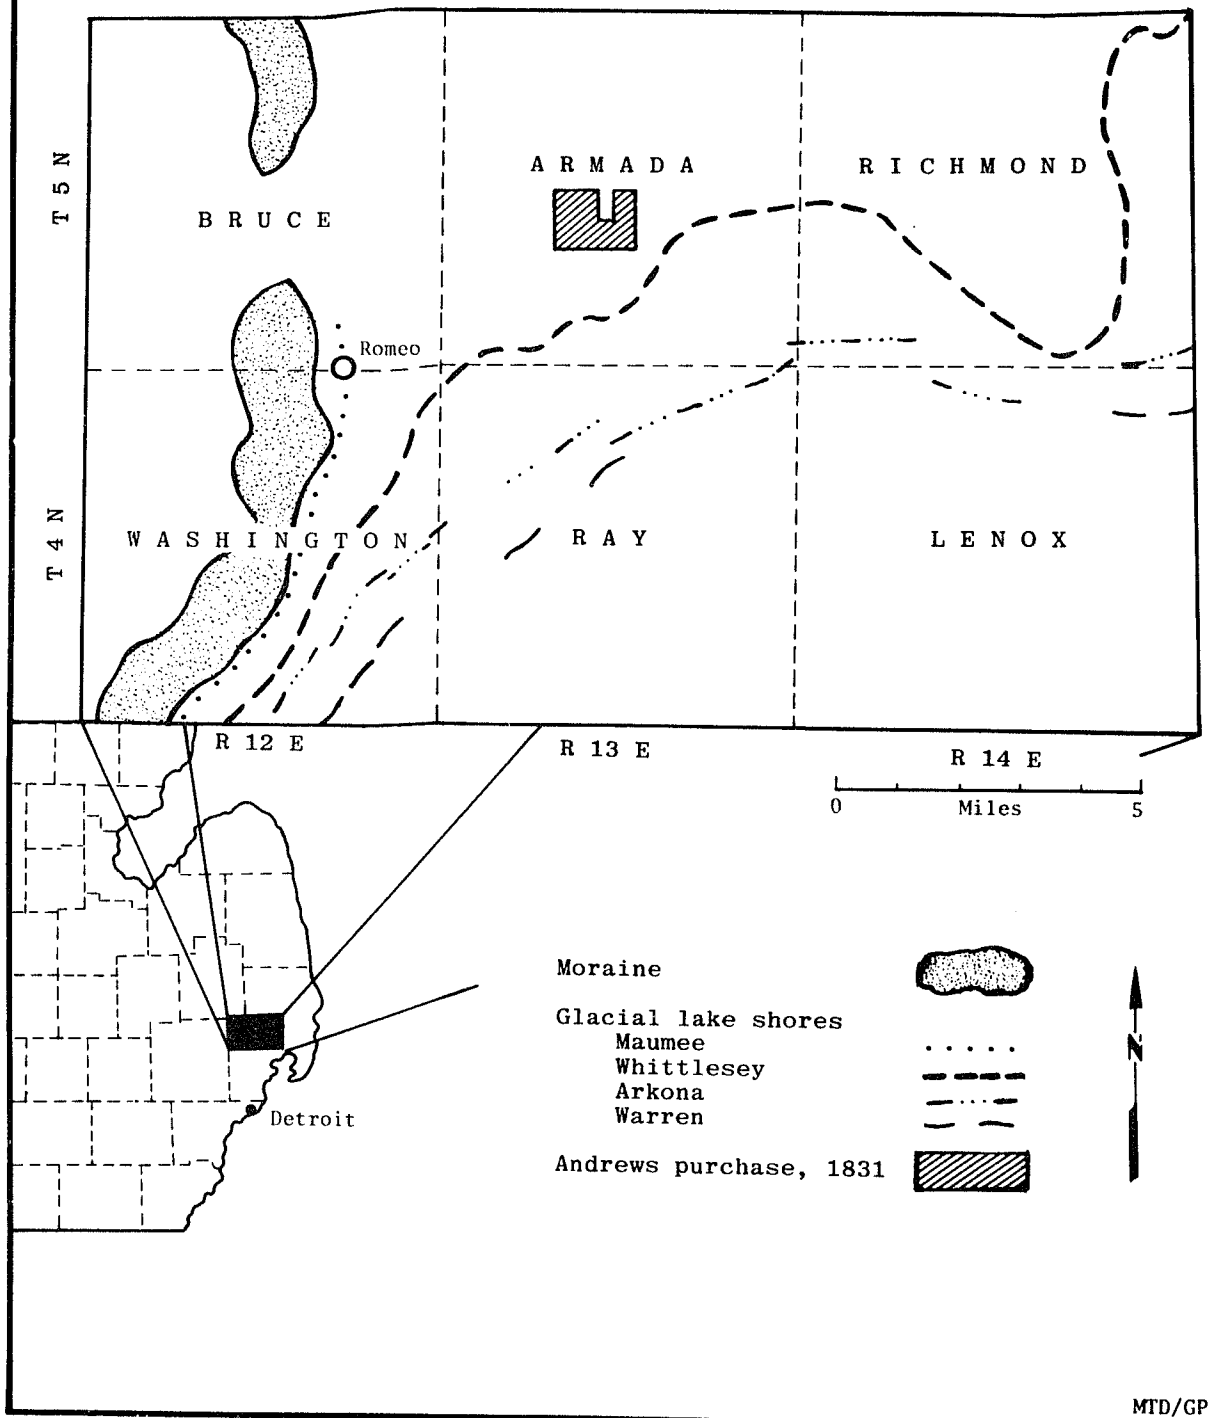 T 5 N
ARMADA
RICHMOND
BRUCE
Romeo
T 4 N
WASHINGTON
RAY
LENOX
R 12 E
R 13 E
R 14 E
0 Miles 5
Moraine
Glacial lake shores
Maumee
Whittlesey
Arkona
Warren
N
Detroit
Andrews purchase, 1831
MTD/GP